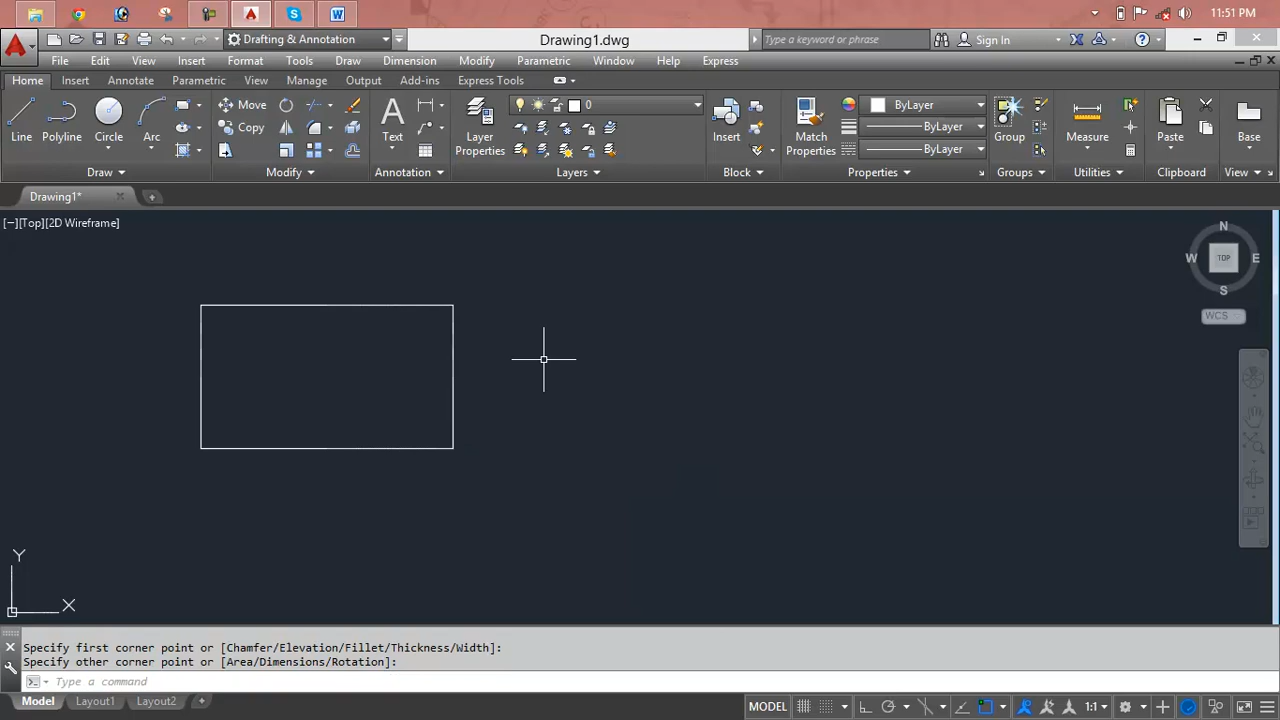 11:51 PM
Drafting & Annotation
Drawing1.dwg
Type a keyword or phrase
Sign In
File Edit View Insert Format Tools Draw Dimension Modify Parametric Window Help Express
Home Insert Annotate Parametric View Manage Output Add-ins Express Tools
Move
0
ByLayer
Copy
ByLayer
Line Polyline Circle Arc Text Layer Properties Insert Match Properties Group Measure Paste Base
ByLayer
Draw Modify Annotation Layers Block Properties Groups Utilities Clipboard View
Drawing1*
[−][Top][2D Wireframe]
N
W TOP E
S
WCS
Y
X
Specify first corner point or [Chamfer/Elevation/Fillet/Thickness/Width]:
Specify other corner point or [Area/Dimensions/Rotation]:
Type a command
Model Layout1 Layout2 +
MODEL 1:1